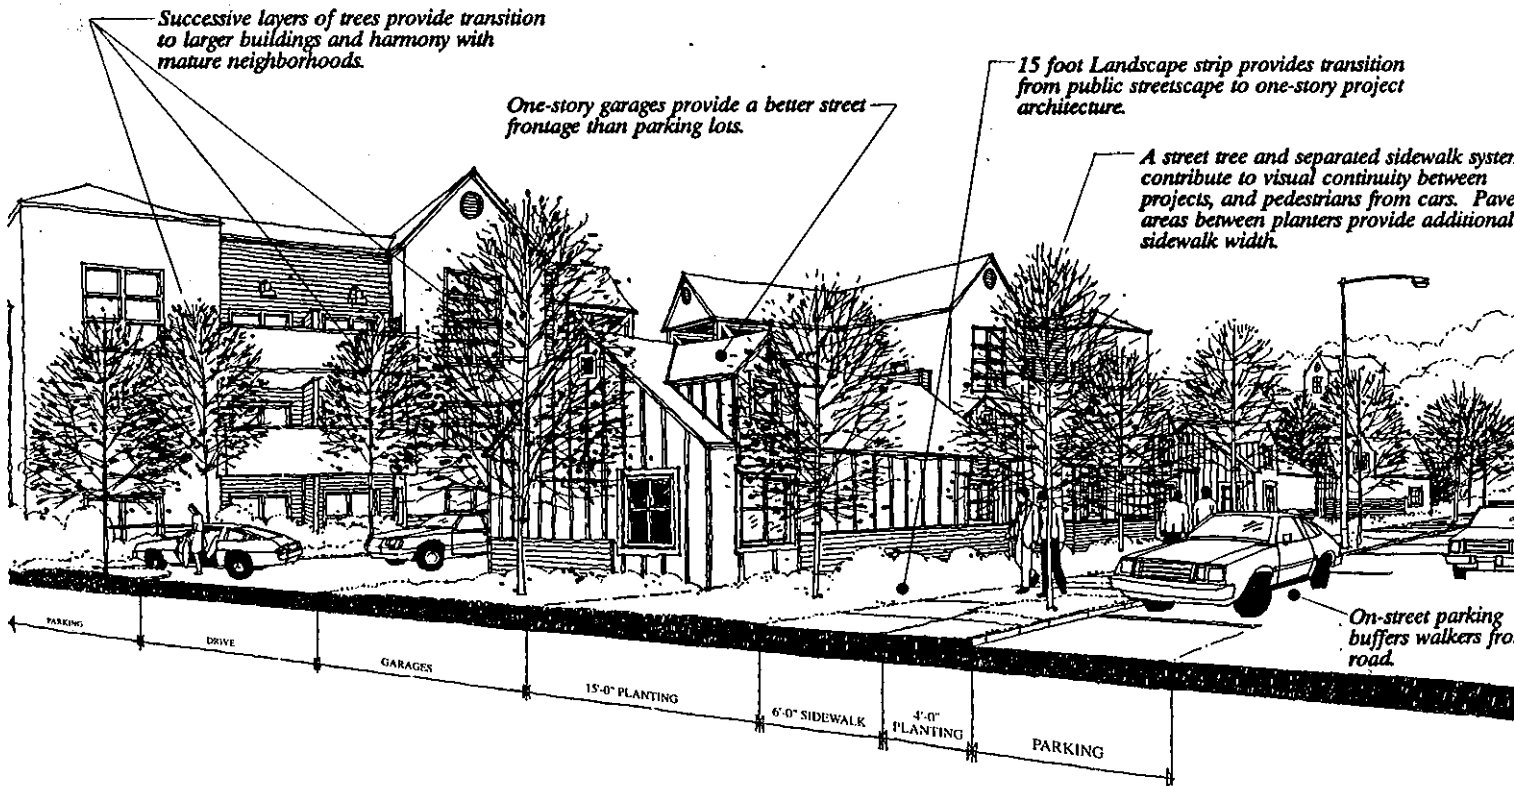 Successive layers of trees provide transition
to larger buildings and harmony with
mature neighborhoods.
One-story garages provide a better street
frontage than parking lots.
15 foot Landscape strip provides transition
from public streetscape to one-story project
architecture.
A street tree and separated sidewalk system
contribute to visual continuity between
projects, and pedestrians from cars. Pave
areas between planters provide additional
sidewalk width.
On-street parking
buffers walkers fro
road.
PARKING
DRIVE
GARAGES
15'-0" PLANTING
6'-0" SIDEWALK
4'-0"
PLANTING
PARKING